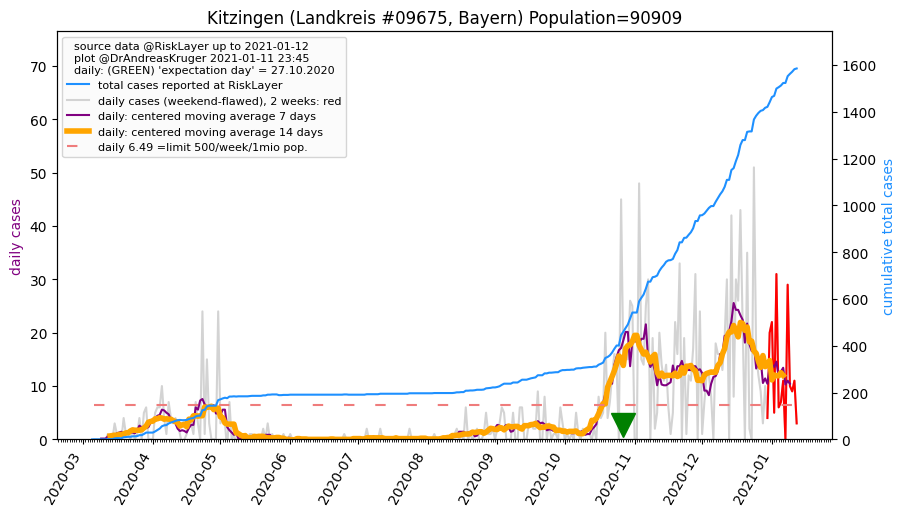 Kitzingen (Landkreis #09675, Bayern) Population=90909
source data @RiskLayer up to 2021-01-12
plot @DrAndreasKruger 2021-01-11 23:45
daily: (GREEN) 'expectation day' = 27.10.2020
total cases reported at RiskLayer
daily cases (weekend-flawed), 2 weeks: red
daily: centered moving average 7 days
daily: centered moving average 14 days
daily 6.49 =limit 500/week/1mio pop.
daily cases
70
60
50
40
30
20
10
0
cumulative total cases
1600
1400
1200
1000
800
600
400
200
0
2020-03
2020-04
2020-05
2020-06
2020-07
2020-08
2020-09
2020-10
2020-11
2020-12
2021-01